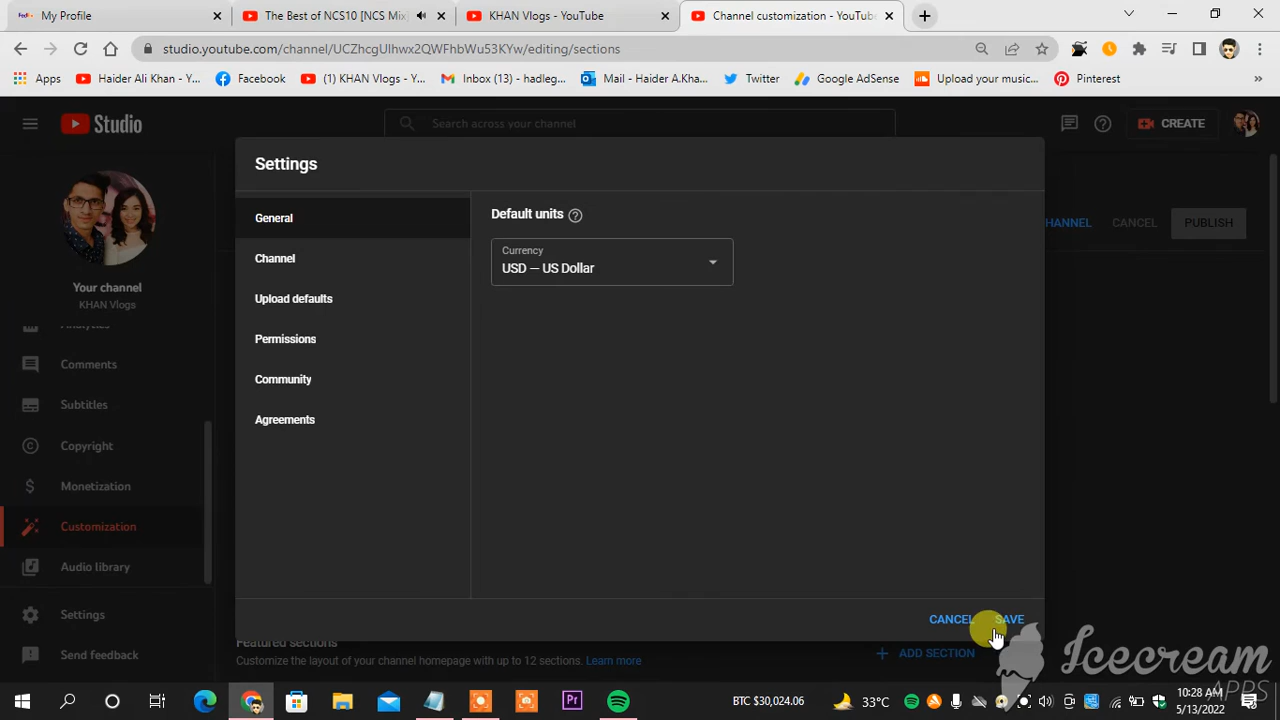 My Profile
The Best of NCS10 [NCS Mix]
KHAN Vlogs - YouTube
Channel customization - YouTube
studio.youtube.com/channel/UCZhcgUlhwx2QWFhbWu53KYw/editing/sections
Apps
Haider Ali Khan - Y...
Facebook
(1) KHAN Vlogs - Y...
Inbox (13) - hadleg...
Mail - Haider A.Kha...
Twitter
Google AdSense
Upload your music...
Pinterest
Studio
Search across your channel
CREATE
Settings
General
Channel
Upload defaults
Permissions
Community
Agreements
Default units
Currency
USD — US Dollar
CANCEL
SAVE
HANNEL
CANCEL
PUBLISH
Your channel
KHAN Vlogs
Analytics
Comments
Subtitles
Copyright
Monetization
Customization
Audio library
Settings
Send feedback
Featured sections
Customize the layout of your channel homepage with up to 12 sections. Learn more
ADD SECTION
Icecream
APPS
BTC $30,024.06
33°C
10:28 AM
5/13/2022